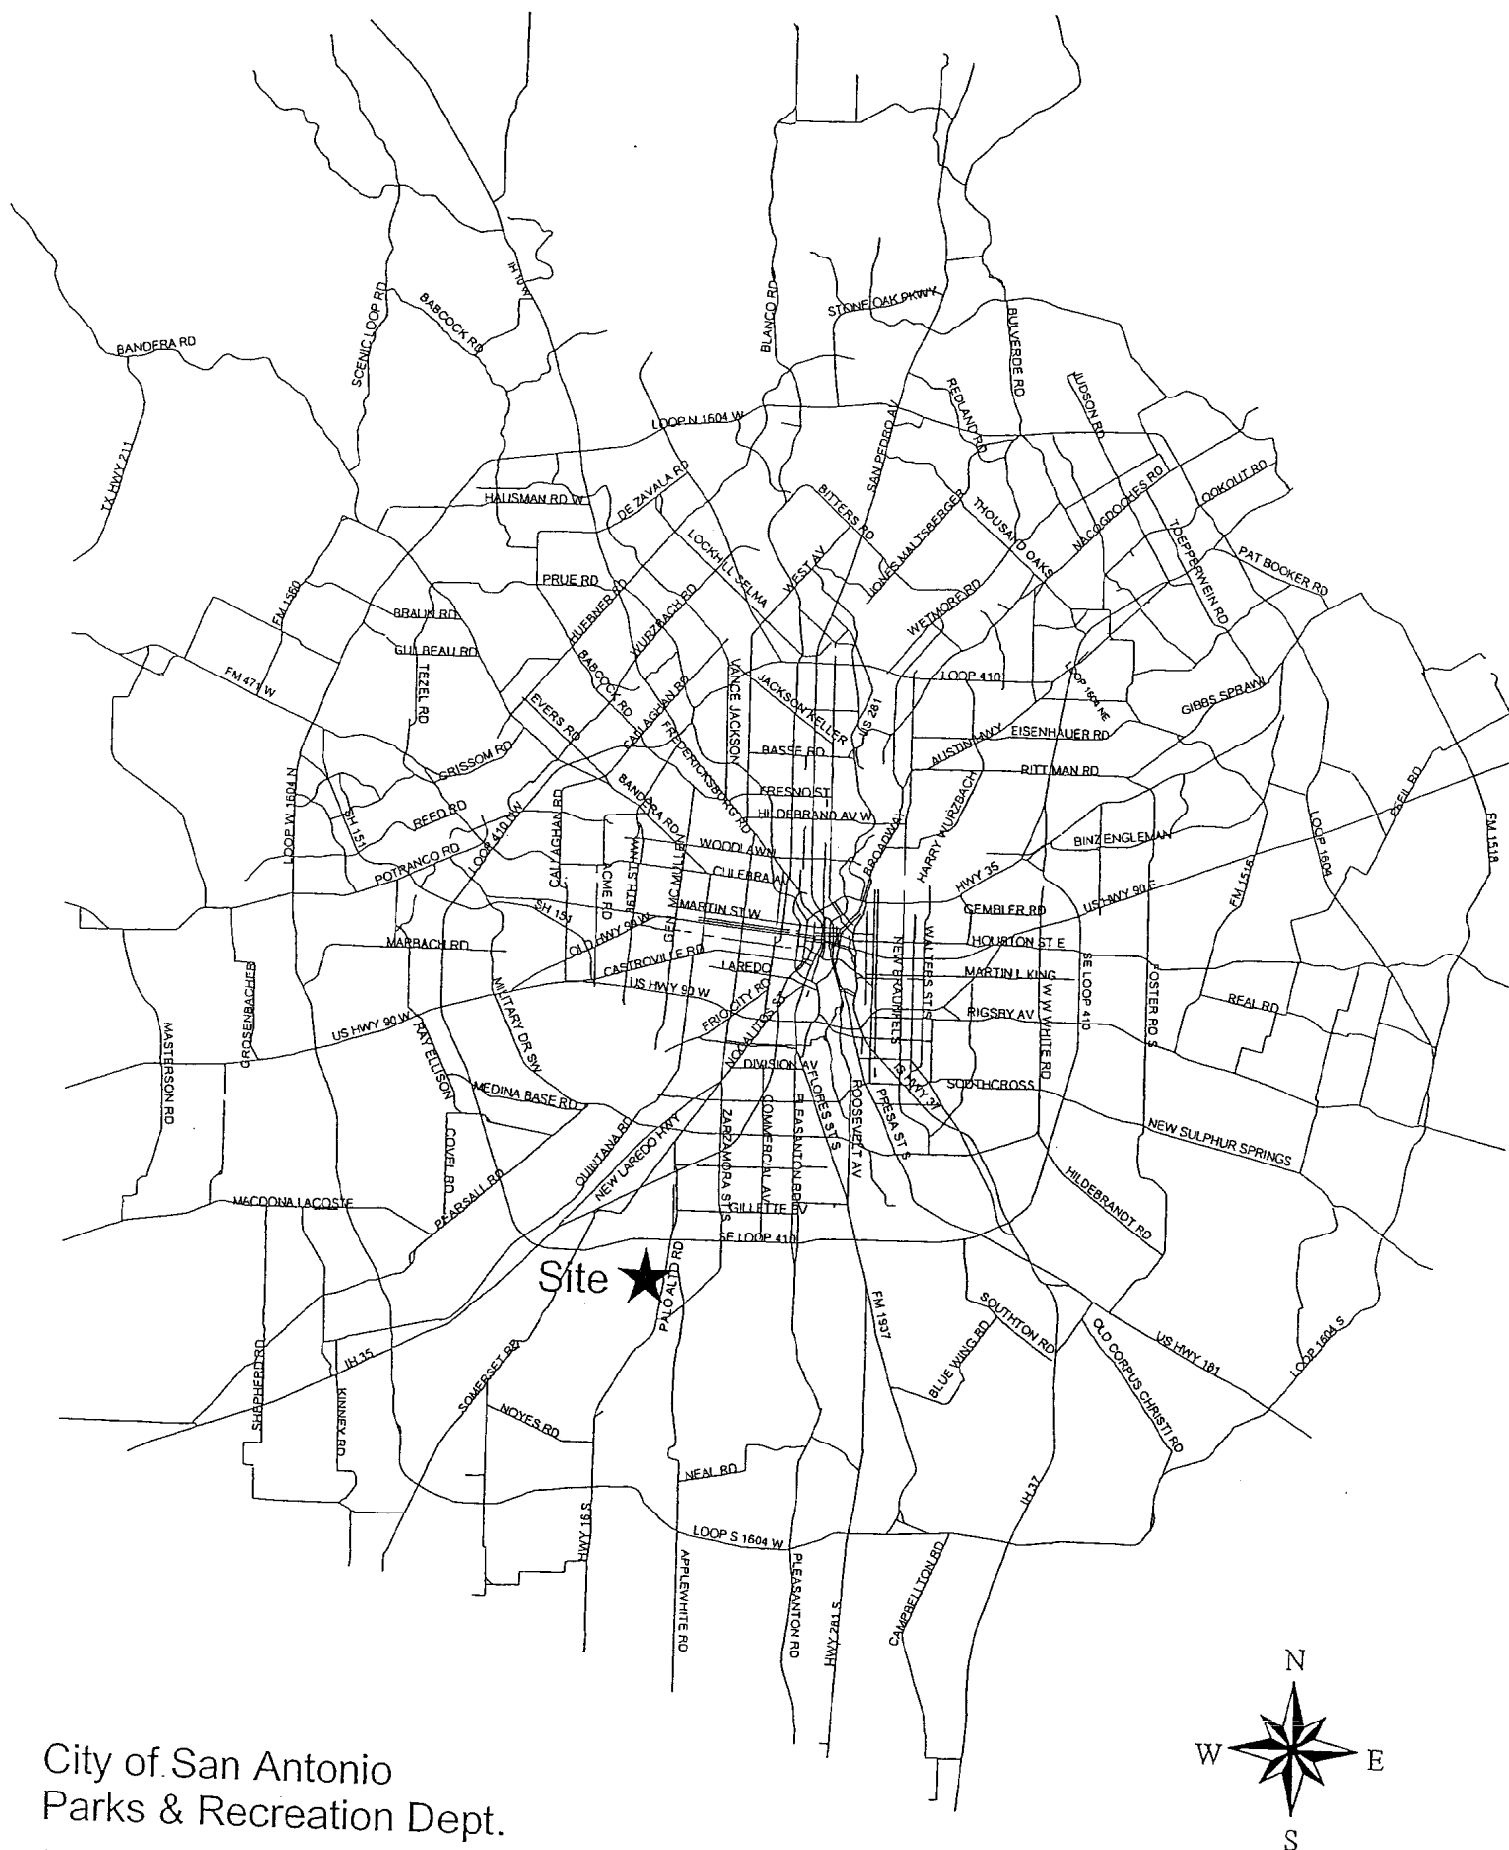 IH 10 W
BLANCO RD
STONE OAK PKWY
SCENIC LOOP RD
BABCOCK RD
BULVERDE RD
BANDERA RD
JUDSON RD
REDLAND RD
LOOP N 1604 W
SAN PEDRO AV
TX HWY 211
DE ZAVALA RD
HAUSMAN RD W
BITTERS RD
JONES MALTSBERGER
THOUSAND OAKS
NACOGDOCHES RD
OOKOUT RD
TOEPPERWEIN RD
PAT BOOKER RD
LOCKHILL SELMA
WEST AV
PRUE RD
FM 1560
BRAUN RD
HUEBNER RD
WURZBACH RD
WETMORE RD
GUILBEAU RD
TEZEL RD
FM 471 W
BABCOCK RD
VANCE JACKSON
LOOP 410
LOOP 1604 NE
GIBBS SPRAW
EVERS RD
CALLAGHAN RD
JACKSON KELLER
US 281
FREDERICKSBURG RD
BASSE RD
AUSTIN HWY
EISENHAUER RD
GRISSOM RD
RITTMAN RD
LOOP W 1604 N
BANDERA RD
FRESNO ST
HILDEBRAND AV W
HARRY WURZBACH
PFEIL RD
SH 151
REED RD
LOOP 410 NW
CALLAGHAN RD
WOODLAWN
BROADWAY
BINZ ENGLEMAN
LOOP 1604
FM 1518
POTRANCO RD
ACME RD
36TH ST HWY
GEN MC MULLEN
CULEBRA AV
HWY 35
US HWY 90 E
FM 1516
SH 151
MARTIN ST W
GEMBLER RD
OLD HWY 90 W
MARBACH RD
CASTROVILLE RD
LAREDO
NEW BRAUNFELS
WALTERS ST S
HOUSTON ST E
MARTIN L KING
GROSENBACHER
MILITARY DR SW
US HWY 90 W
FRIO CITY RD
NOGALITOS ST
RIGSBY AV
W W WHITE RD
SE LOOP 410
FOSTER RD S
REAL RD
US HWY 90 W
MASTERSON RD
RAY ELLISON
DIVISION AV
IS HWY 37
SOUTHCROSS
MEDINA BASE RD
ZARZAMORA ST S
COMMERCIAL AV
PLEASANTON RD
FLORES ST S
ROOSEVELT AV
PRESA ST S
NEW SULPHUR SPRINGS
COVEL RD
QUINTANA RD
NEW LAREDO HWY
PEARSALL RD
HILDEBRANDT RD
MACDONA LACOSTE
GILLETTE BV
SE LOOP 410
Site
PALO ALTO RD
FM 1937
SOUTHTON RD
BLUE WING RD
OLD CORPUS CHRISTI RD
US HWY 181
LOOP 1604 S
SHEPHERD RD
IH 35
KINNEY RD
SOMERSET RD
NOYES RD
NEAL RD
IH 37
HWY 16 S
LOOP S 1604 W
APPLEWHITE RD
PLEASANTON RD
HWY 281 S
CAMPBELLTON RD
N
W
E
S
City of San Antonio
Parks & Recreation Dept.